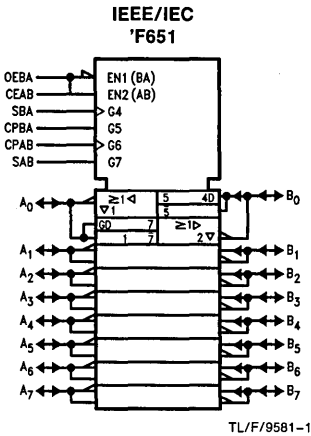 IEEE/IEC
'F651
OEBA EN1 (BA)
CEAB EN2 (AB)
SBA G4
CPBA G5
CPAB G6
SAB G7
A0 ≥1 ◁ 5 4D B0
▽1 5
GD 7 ≥1 ▷
1 7 2 ▽
A1 B1
A2 B2
A3 B3
A4 B4
A5 B5
A6 B6
A7 B7
TL/F/9581-1